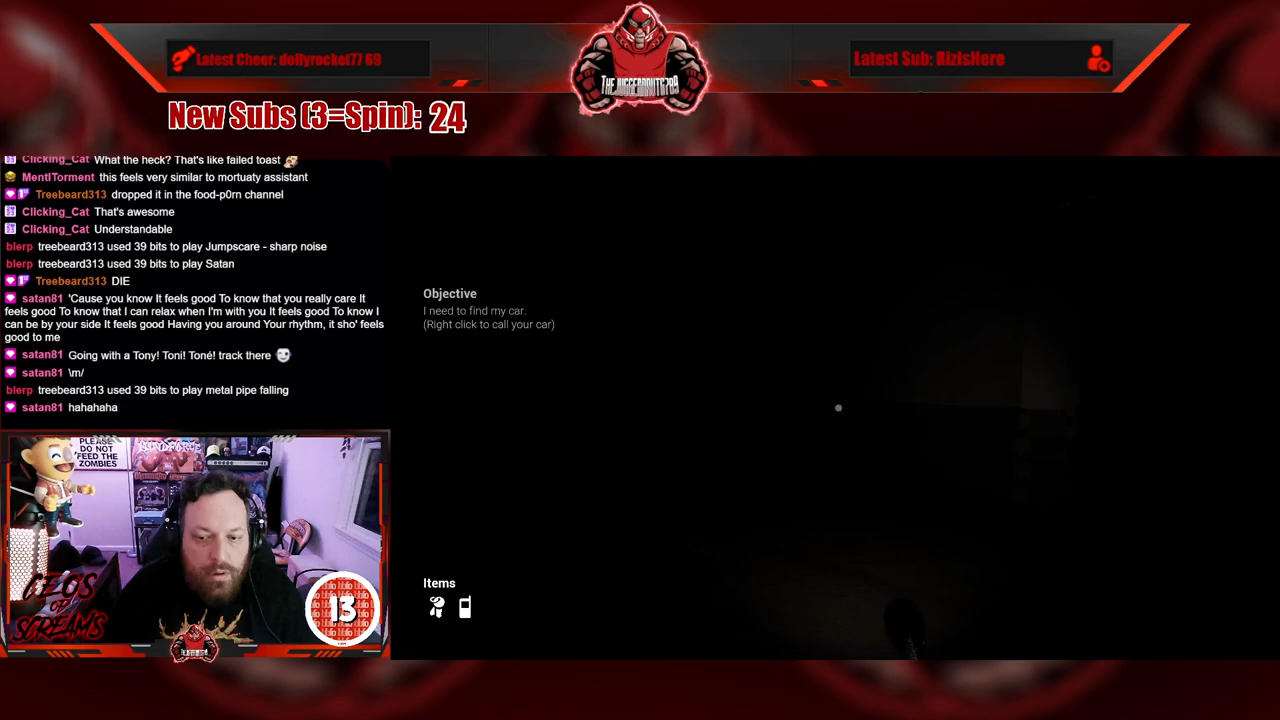 Latest Cheer: dollyrocket77 69
THEJUGGERNAUT6789
Latest Sub: RizIsHere
New Subs (3=Spin): 24
Clicking_Cat What the heck? That's like failed toast
MentlTorment this feels very similar to mortuaty assistant
Treebeard313 dropped it in the food-p0rn channel
Clicking_Cat That's awesome
Clicking_Cat Understandable
blerp treebeard313 used 39 bits to play Jumpscare - sharp noise
blerp treebeard313 used 39 bits to play Satan
Treebeard313 DIE
satan81 'Cause you know It feels good To know that you really care It
feels good To know that I can relax when I'm with you It feels good To know I
can be by your side It feels good Having you around Your rhythm, it sho' feels
good to me
satan81 Going with a Tony! Toni! Toné! track there
satan81 \m/
blerp treebeard313 used 39 bits to play metal pipe falling
satan81 hahahaha
Objective
I need to find my car.
(Right click to call your car)
Items
PLEASE
DO NOT
FEED THE
ZOMBIES
CEO'S
OF
SCREAMS
13